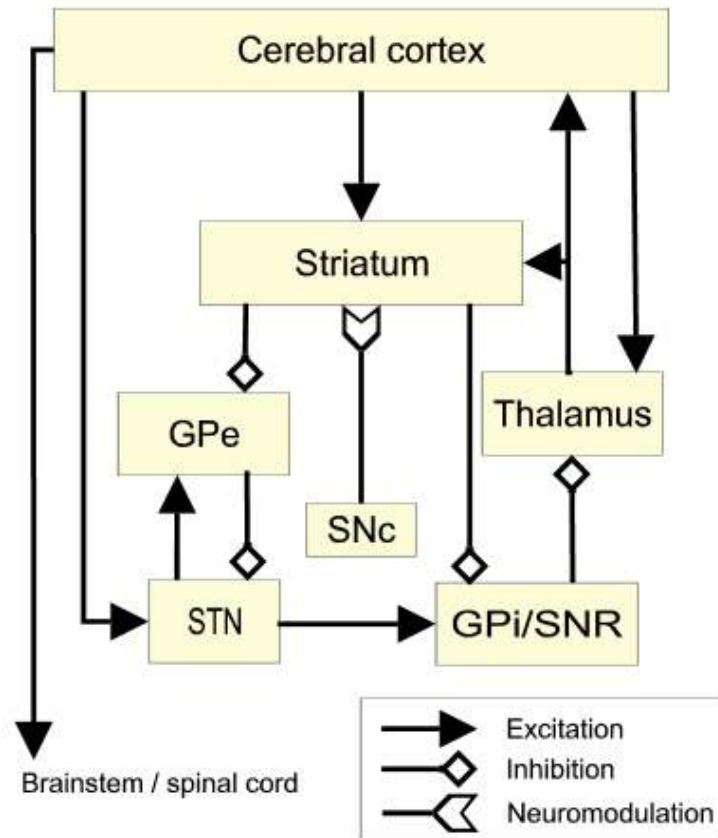 Cerebral cortex
Striatum
GPe
Thalamus
SNc
STN
GPi/SNR
Brainstem / spinal cord
Excitation
Inhibition
Neuromodulation